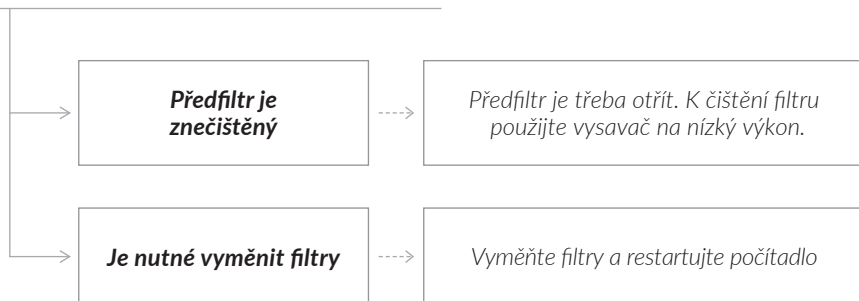 Předfiltr je
znečištěný
Předfiltr je třeba otřít. K čištění filtru
použijte vysavač na nízký výkon.
Je nutné vyměnit filtry
Vyměňte filtry a restartujte počítadlo